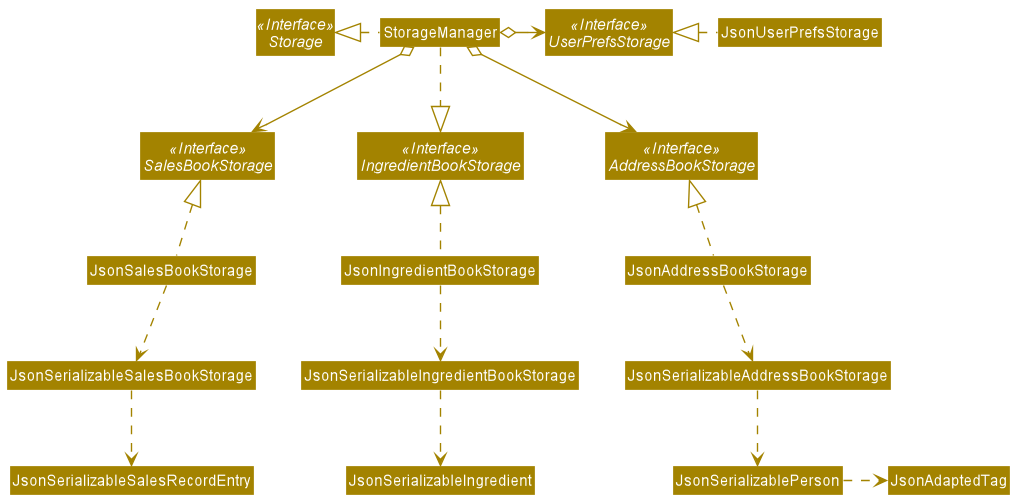 «Interface»
Storage
StorageManager
«Interface»
UserPrefsStorage
JsonUserPrefsStorage
«Interface»
SalesBookStorage
«Interface»
IngredientBookStorage
«Interface»
AddressBookStorage
JsonSalesBookStorage
JsonIngredientBookStorage
JsonAddressBookStorage
JsonSerializableSalesBookStorage
JsonSerializableIngredientBookStorage
JsonSerializableAddressBookStorage
JsonSerializableSalesRecordEntry
JsonSerializableIngredient
JsonSerializablePerson
JsonAdaptedTag